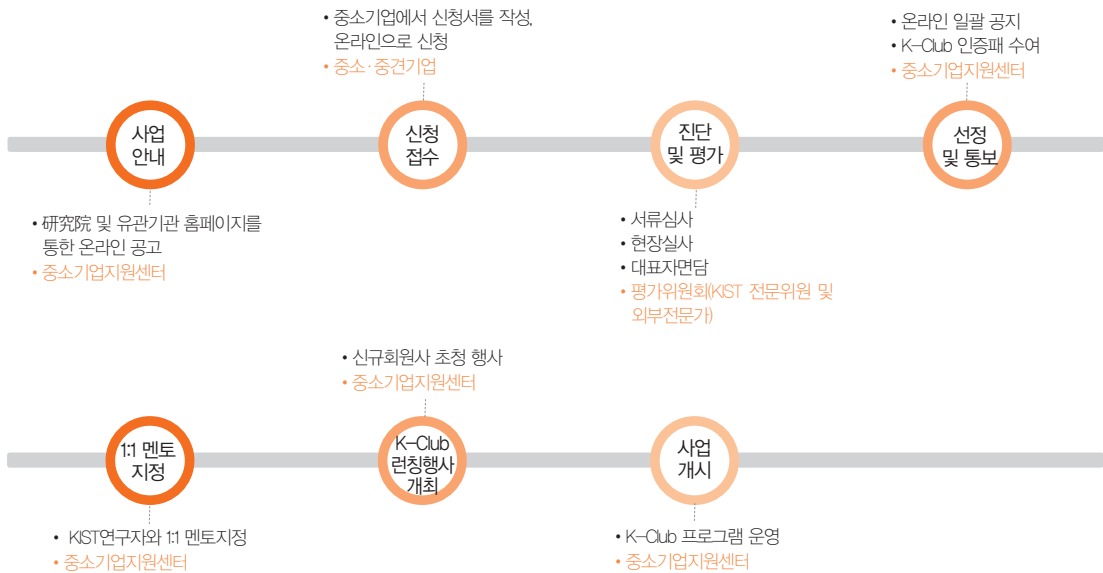 • 중소기업에서 신청서를 작성,
온라인으로 신청
• 중소·중견기업
• 온라인 일괄 공지
• K-Club 인증패 수여
• 중소기업지원센터
사업
안내
신청
접수
진단
및 평가
선정
및 통보
• 研究院 및 유관기관 홈페이지를
통한 온라인 공고
• 중소기업지원센터
• 서류심사
• 현장실사
• 대표자면담
• 평가위원회(KIST 전문위원 및
외부전문가)
• 신규회원사 초청 행사
• 중소기업지원센터
1:1 멘토
지정
K-Club
런칭행사
개최
사업
개시
• KIST연구자와 1:1 멘토지정
• 중소기업지원센터
• K-Club 프로그램 운영
• 중소기업지원센터